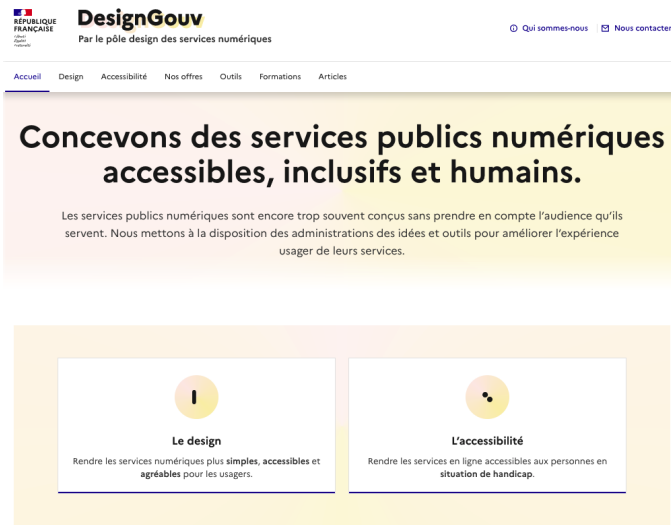 RÉPUBLIQUE
FRANÇAISE
Liberté
Égalité
Fraternité
DesignGouv
Par le pôle design des services numériques
Qui sommes-nous
Nous contacter
Accueil Design Accessibilité Nos offres Outils Formations Articles
Concevons des services publics numériques
accessibles, inclusifs et humains.
Les services publics numériques sont encore trop souvent conçus sans prendre en compte l’audience qu’ils
servent. Nous mettons à la disposition des administrations des idées et outils pour améliorer l’expérience
usager de leurs services.
Le design
Rendre les services numériques plus simples, accessibles et
agréables pour les usagers.
L’accessibilité
Rendre les services en ligne accessibles aux personnes en
situation de handicap.